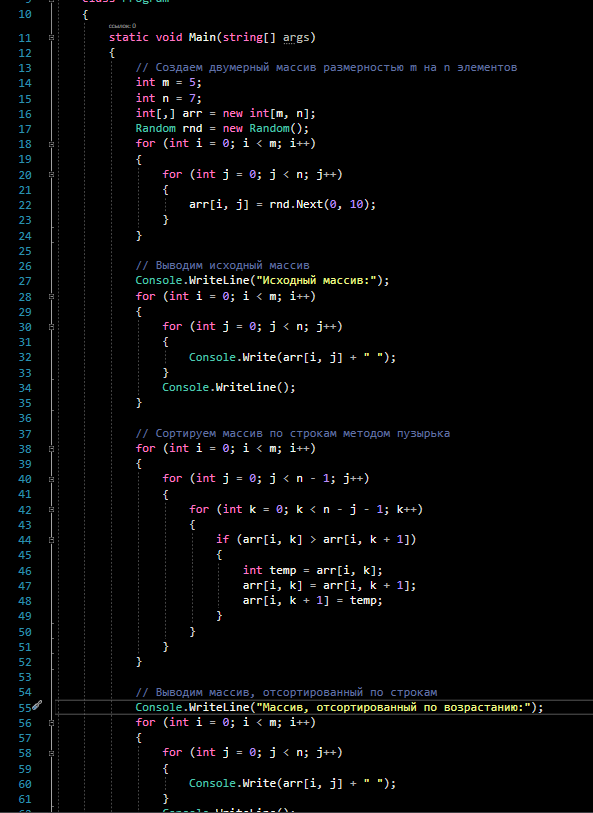 class Program
10 {
ссылок: 0
11 static void Main(string[] args)
12 {
13 // Создаем двумерный массив размерностью m на n элементов
14 int m = 5;
15 int n = 7;
16 int[,] arr = new int[m, n];
17 Random rnd = new Random();
18 for (int i = 0; i < m; i++)
19 {
20 for (int j = 0; j < n; j++)
21 {
22 arr[i, j] = rnd.Next(0, 10);
23 }
24 }
25
26 // Выводим исходный массив
27 Console.WriteLine("Исходный массив:");
28 for (int i = 0; i < m; i++)
29 {
30 for (int j = 0; j < n; j++)
31 {
32 Console.Write(arr[i, j] + " ");
33 }
34 Console.WriteLine();
35 }
36
37 // Сортируем массив по строкам методом пузырька
38 for (int i = 0; i < m; i++)
39 {
40 for (int j = 0; j < n - 1; j++)
41 {
42 for (int k = 0; k < n - j - 1; k++)
43 {
44 if (arr[i, k] > arr[i, k + 1])
45 {
46 int temp = arr[i, k];
47 arr[i, k] = arr[i, k + 1];
48 arr[i, k + 1] = temp;
49 }
50 }
51 }
52 }
53
54 // Выводим массив, отсортированный по строкам
55 Console.WriteLine("Массив, отсортированный по возрастанию:");
56 for (int i = 0; i < m; i++)
57 {
58 for (int j = 0; j < n; j++)
59 {
60 Console.Write(arr[i, j] + " ");
61 }